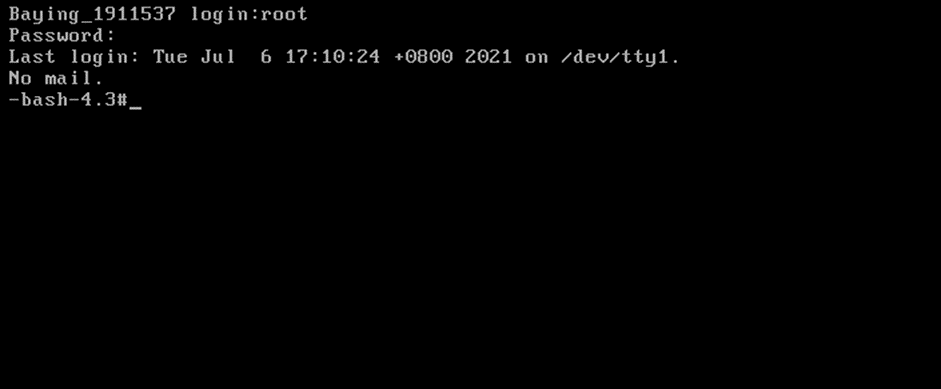 Baying_1911537 login:root
Password:
Last login: Tue Jul  6 17:10:24 +0800 2021 on /dev/tty1.
No mail.
-bash-4.3#_